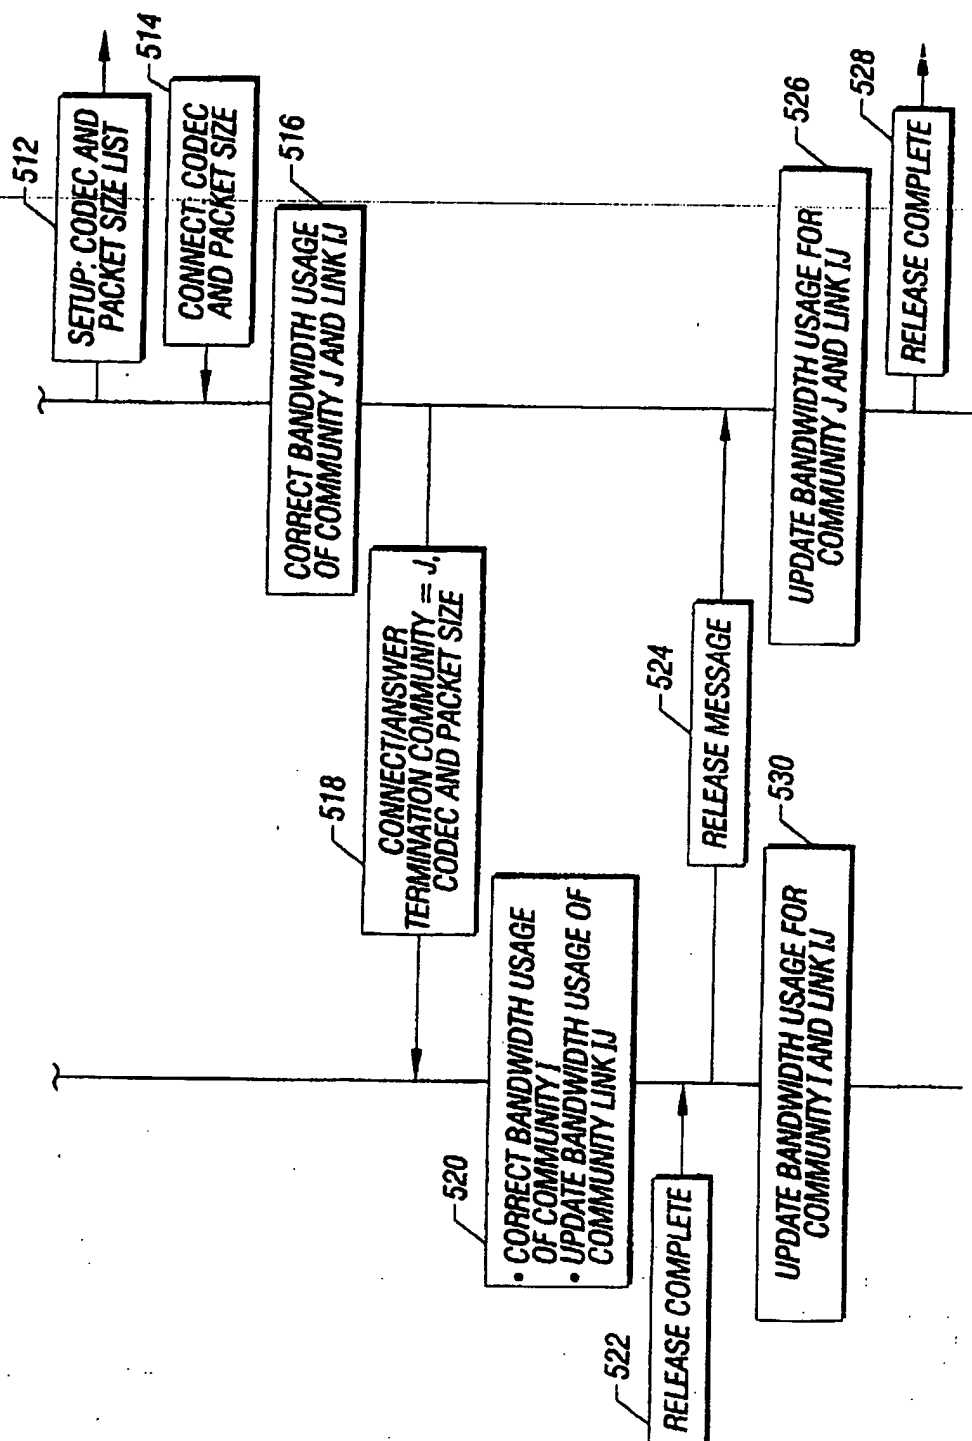 512
SETUP: CODEC AND
PACKET SIZE LIST
514
CONNECT: CODEC
AND PACKET SIZE
516
CORRECT BANDWIDTH USAGE
OF COMMUNITY J AND LINK IJ
518
CONNECT/ANSWER
TERMINATION COMMUNITY = J,
CODEC AND PACKET SIZE
520
• CORRECT BANDWIDTH USAGE
OF COMMUNITY I
• UPDATE BANDWIDTH USAGE OF
COMMUNITY LINK IJ
522
RELEASE COMPLETE
524
RELEASE MESSAGE
526
UPDATE BANDWIDTH USAGE FOR
COMMUNITY J AND LINK IJ
528
RELEASE COMPLETE
530
UPDATE BANDWIDTH USAGE FOR
COMMUNITY I AND LINK IJ